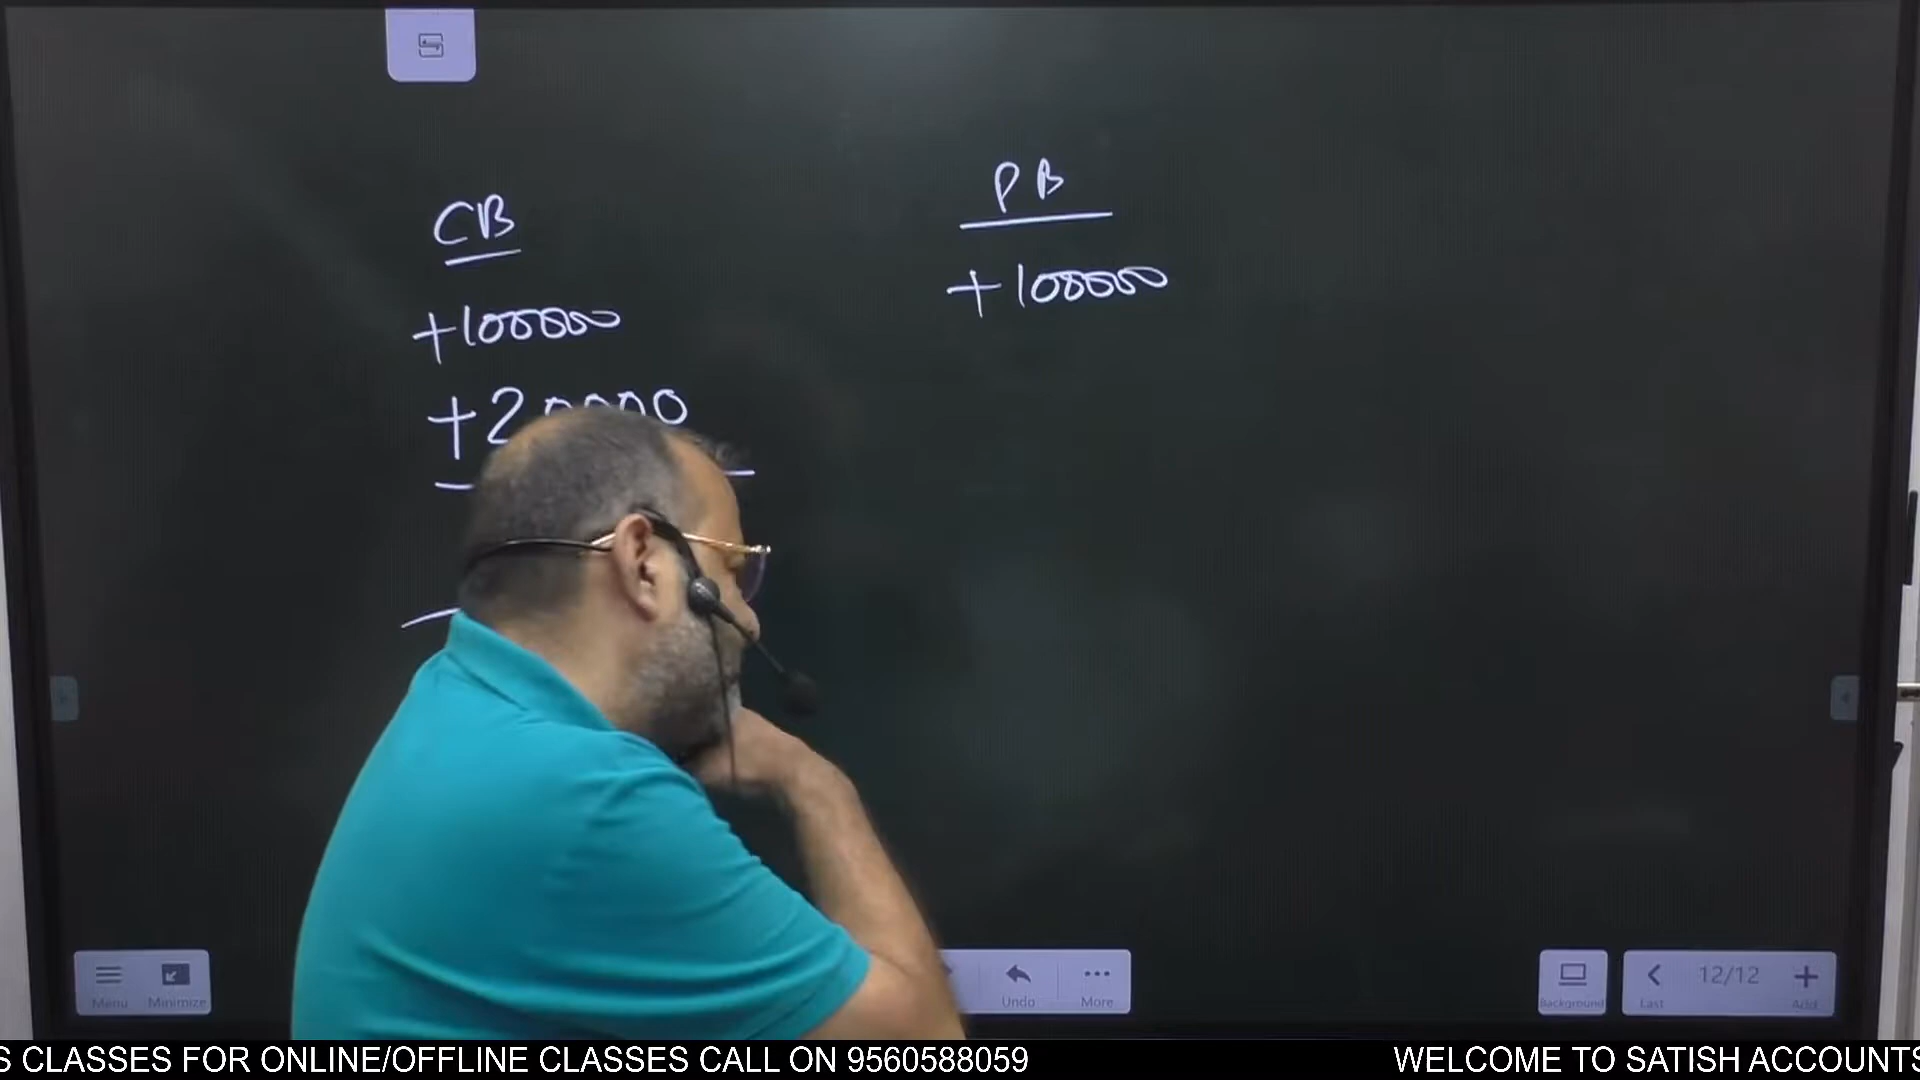 CB
+100000
+20000
PB
+100000
Menu Minimize
Undo More
Background
Last 12/12 Add
S CLASSES FOR ONLINE/OFFLINE CLASSES CALL ON 9560588059 WELCOME TO SATISH ACCOUNTS